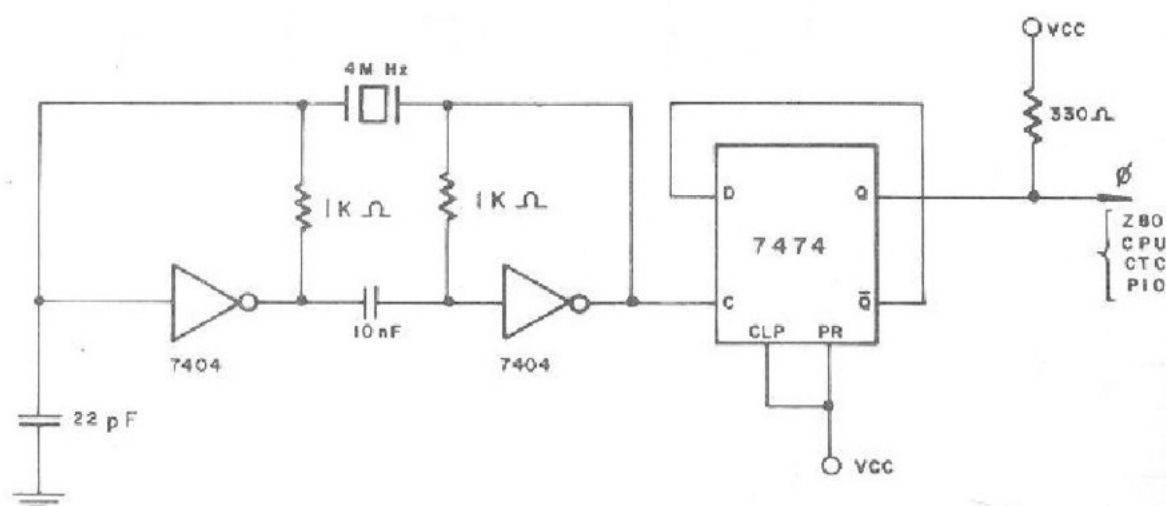 4M Hz
1K Ω
1K Ω
10nF
7404
7404
22 pF
D
Q
7474
C
Q̅
CLP
PR
VCC
VCC
330Ω
Ø
Z80
CPU
CTC
PIO